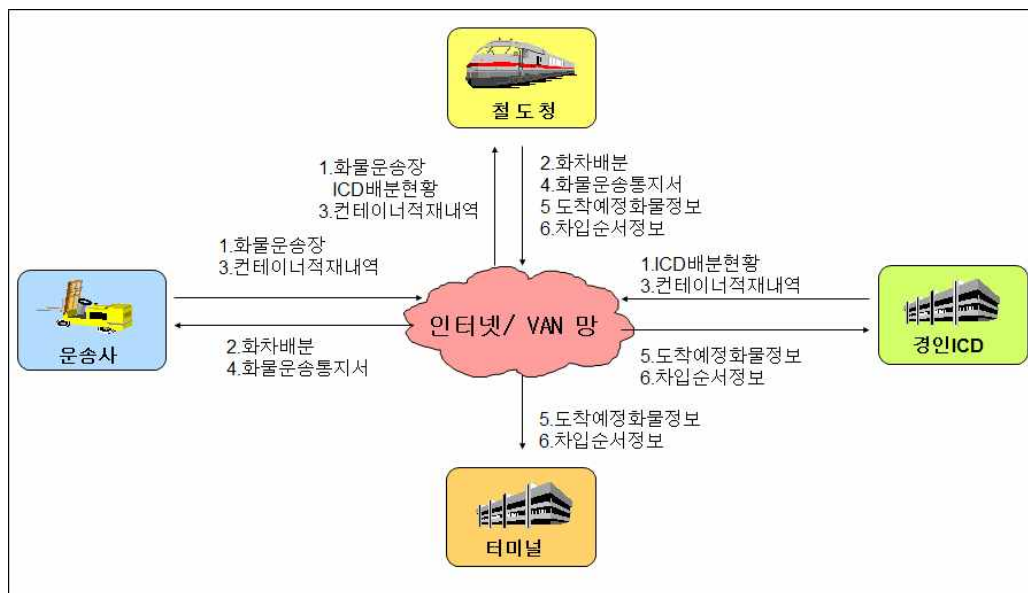 철도청
1.화물운송장
ICD배분현황
3.컨테이너적재내역
2.화차배분
4.화물운송통지서
5 도착예정화물정보
6.차입순서정보
1.화물운송장
3.컨테이너적재내역
1.ICD배분현황
3.컨테이너적재내역
운송사
인터넷/ VAN 망
경인ICD
2.화차배분
4.화물운송통지서
5.도착예정화물정보
6.차입순서정보
5.도착예정화물정보
6.차입순서정보
터미널